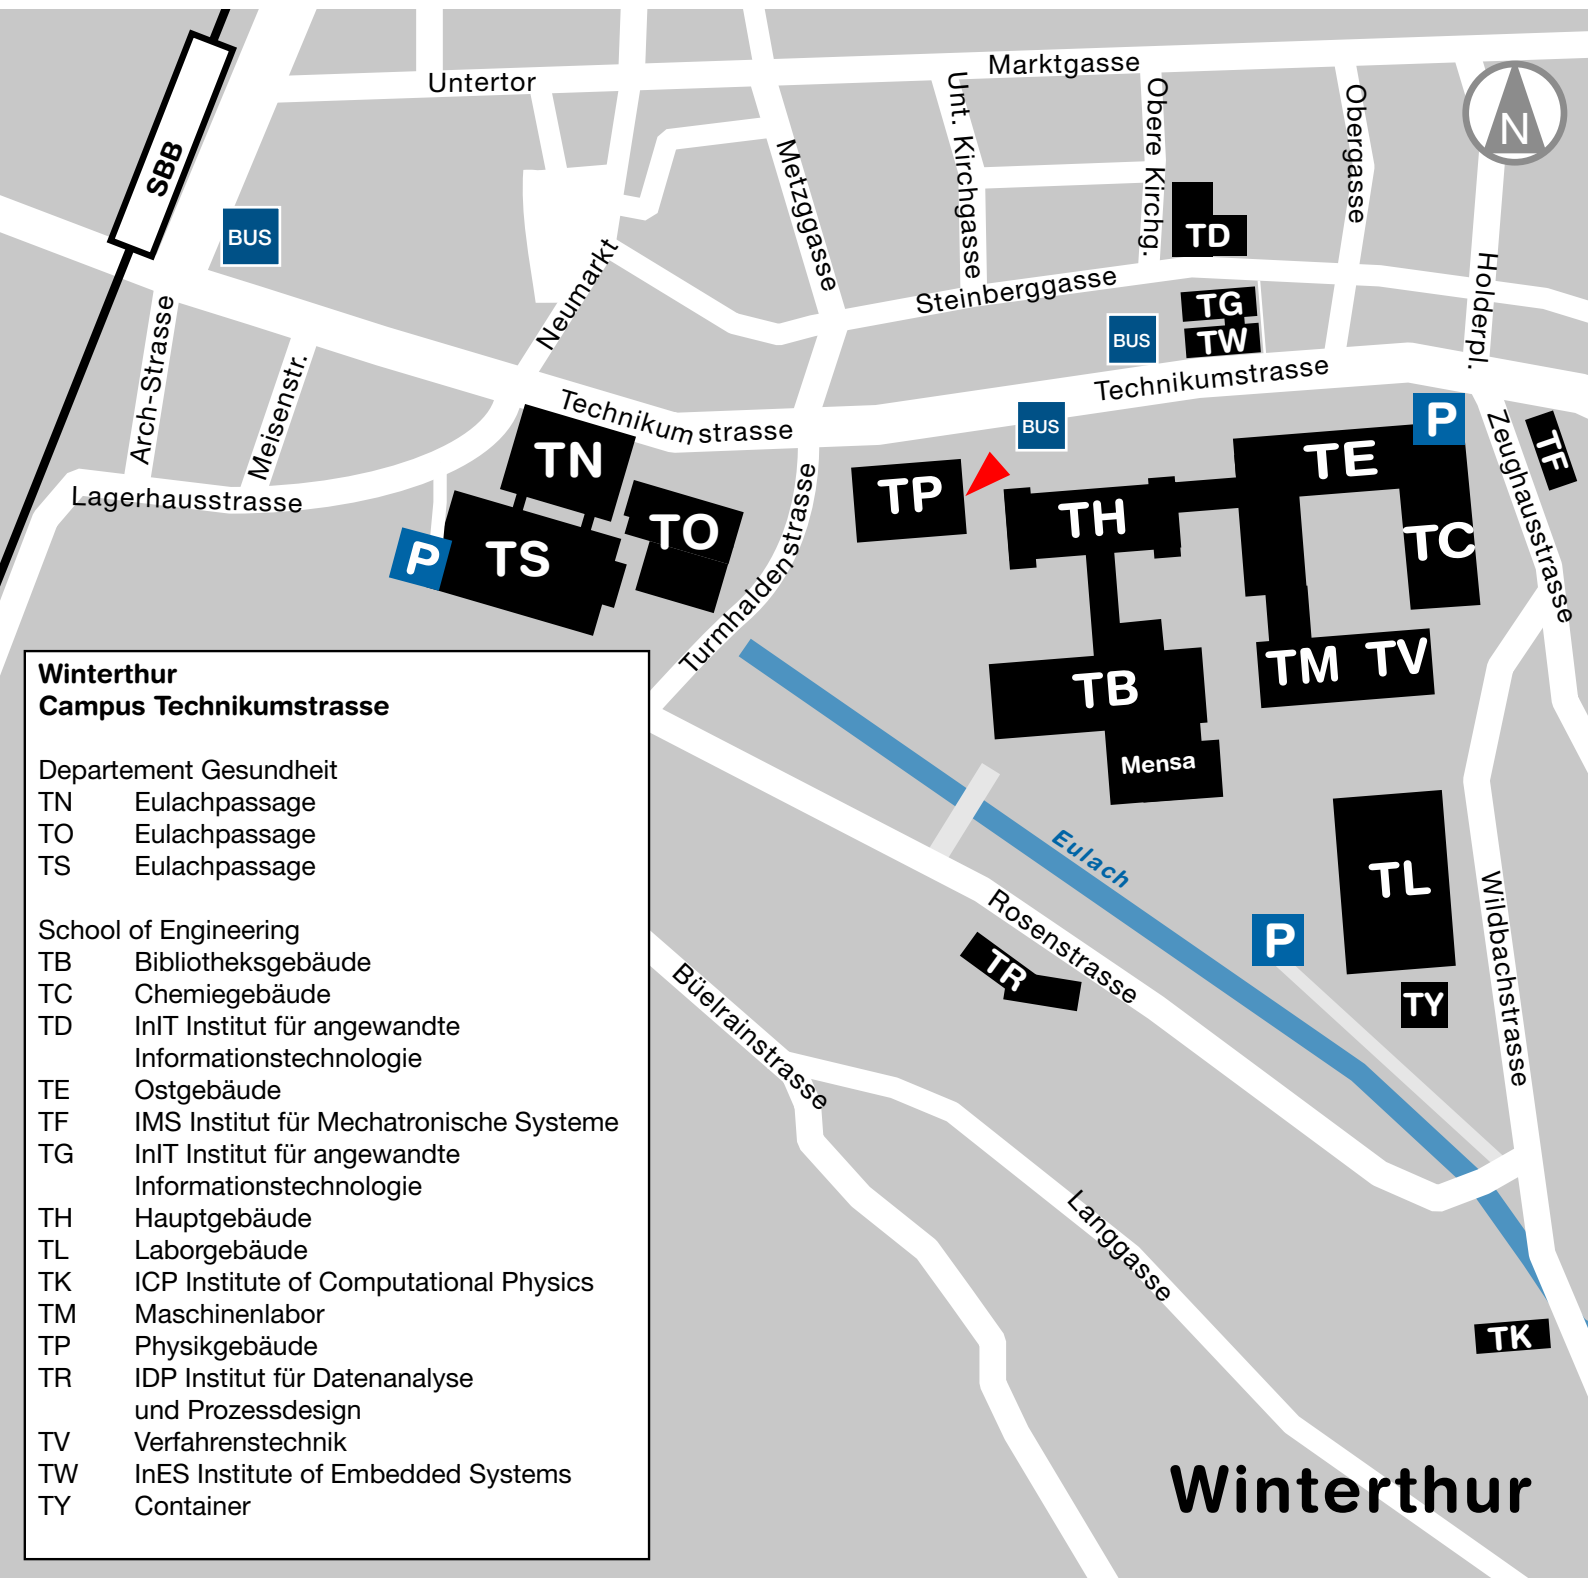 Marktgasse
Untertor
Unt. Kirchgasse
Obere Kirchg.
Obergasse
N
SBB
Metzggasse
BUS
TD
Neumarkt
Steinberggasse
Holderpl.
TG
TW
BUS
Arch-Strasse
Meisenstr.
Technikumstrasse
Technikumstrasse
BUS
P
TN
TE
TF
Zeughausstrasse
Lagerhausstrasse
TP
TH
TO
TS
P
TC
Turmhaldenstrasse
TM TV
TB
Mensa
Eulach
TL
P
Rosenstrasse
TR
TY
Wildbachstrasse
Büelrainstrasse
Langgasse
TK
Winterthur
Winterthur
Campus Technikumstrasse
Departement Gesundheit
TN Eulachpassage
TO Eulachpassage
TS Eulachpassage
School of Engineering
TB Bibliotheksgebäude
TC Chemiegebäude
TD InIT Institut für angewandte
Informationstechnologie
TE Ostgebäude
TF IMS Institut für Mechatronische Systeme
TG InIT Institut für angewandte
Informationstechnologie
TH Hauptgebäude
TL Laborgebäude
TK ICP Institute of Computational Physics
TM Maschinenlabor
TP Physikgebäude
TR IDP Institut für Datenanalyse
und Prozessdesign
TV Verfahrenstechnik
TW InES Institute of Embedded Systems
TY Container